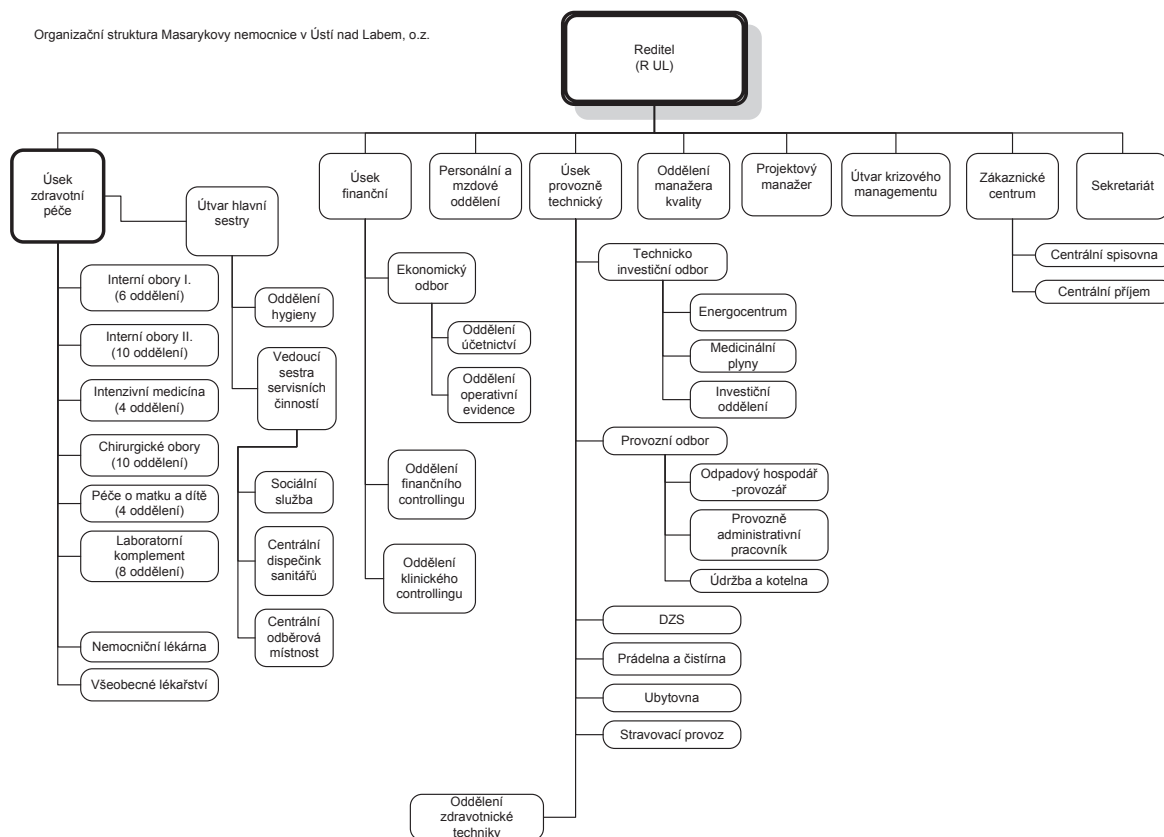 Organizační struktura Masarykovy nemocnice v Ústí nad Labem, o.z.
Reditel
(R UL)
Úsek
zdravotní
péče
Útvar hlavní
sestry
Úsek
finanční
Personální a
mzdové
oddělení
Úsek
provozně
technický
Oddělení
manažera
kvality
Projektový
manažer
Útvar krizového
managementu
Zákaznické
centrum
Sekretariát
Interní obory I.
(6 oddělení)
Interní obory II.
(10 oddělení)
Intenzivní medicína
(4 oddělení)
Chirurgické obory
(10 oddělení)
Péče o matku a dítě
(4 oddělení)
Laboratorní
komplement
(8 oddělení)
Nemocniční lékárna
Všeobecné lékařství
Oddělení
hygieny
Vedoucí
sestra
servisních
činností
Sociální
služba
Centrální
dispečink
sanitářů
Centrální
odběrová
místnost
Ekonomický
odbor
Oddělení
účetnictví
Oddělení
operativní
evidence
Oddělení
finančního
controllingu
Oddělení
klinického
controllingu
Technicko
investiční odbor
Energocentrum
Medicinální
plyny
Investiční
oddělení
Provozní odbor
Odpadový hospodář
-provozář
Provozně
administrativní
pracovník
Údržba a kotelna
DZS
Prádelna a čistírna
Ubytovna
Stravovací provoz
Oddělení
zdravotnické
techniky
Centrální spisovna
Centrální příjem